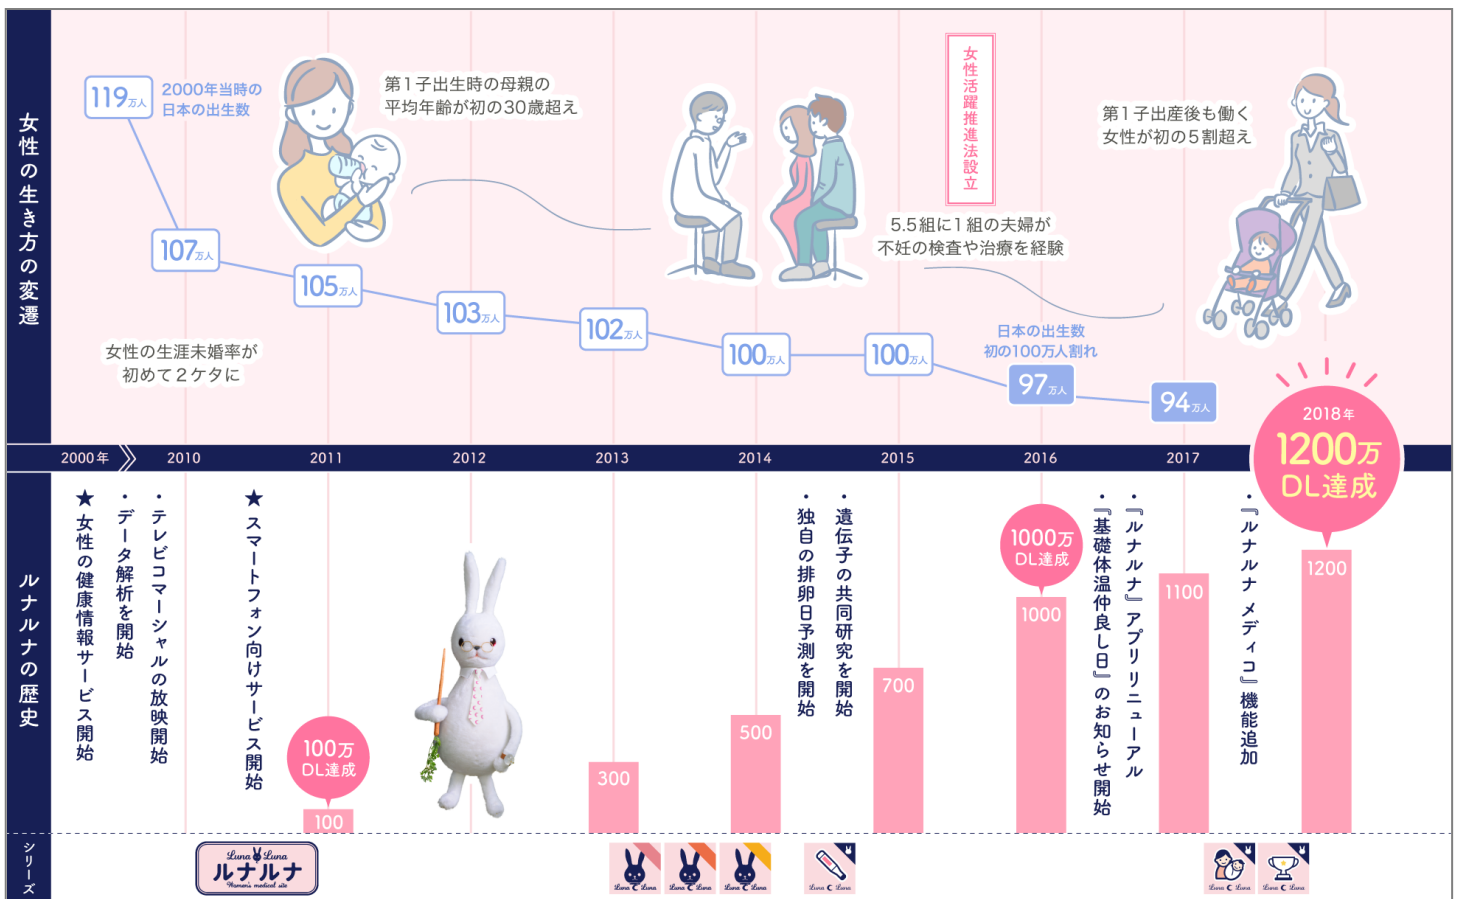 女性の生き方の変遷
119万人
2000年当時の
日本の出生数
第1子出生時の母親の
平均年齢が初の30歳超え
女性活躍推進法設立
第1子出産後も働く
女性が初の5割超え
107万人
105万人
103万人
102万人
100万人
100万人
5.5組に1組の夫婦が
不妊の検査や治療を経験
日本の出生数
初の100万人割れ
97万人
94万人
女性の生涯未婚率が
初めて2ケタに
2000年
2010
2011
2012
2013
2014
2015
2016
2017
2018年
1200万
DL達成
ルナルナの歴史
★女性の健康情報サービス開始
・データ解析を開始
・テレビコマーシャルの放映開始
★スマートフォン向けサービス開始
100万
DL達成
100
300
500
・独自の排卵日予測を開始
・遺伝子の共同研究を開始
700
1000万
DL達成
1000
・『基礎体温仲良し日』のお知らせ開始
・『ルナルナ』アプリリニューアル
1100
・『ルナルナ メディコ』機能追加
1200
シリーズ
Luna Luna
ルナルナ
Women's medical site
Luna Luna
Luna Luna
Luna Luna
Luna Luna
Luna Luna
Luna Luna